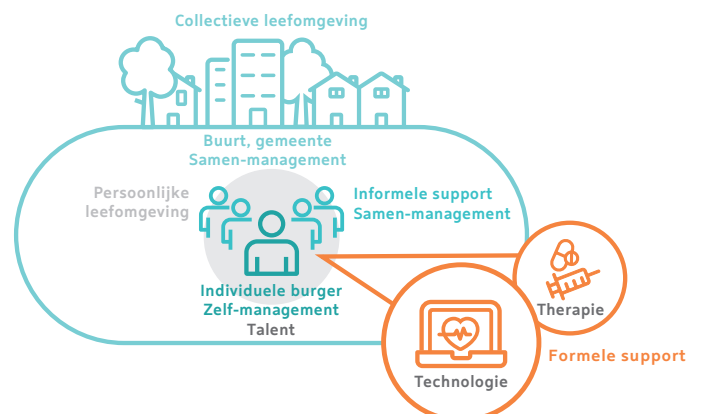 Collectieve leefomgeving
Buurt, gemeente
Samen-management
Persoonlijke
leefomgeving
Informele support
Samen-management
Individuele burger
Zelf-management
Talent
Therapie
Technologie
Formele support